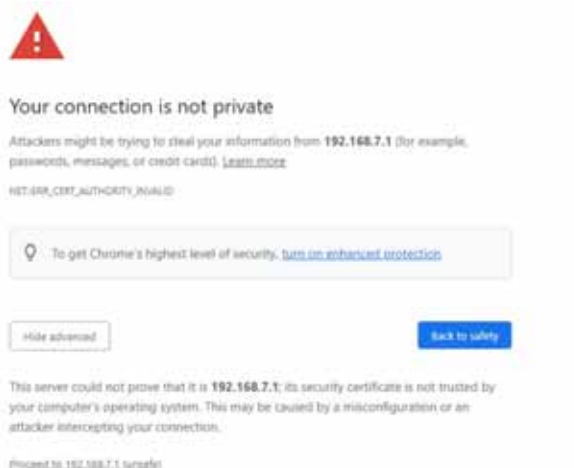 Your connection is not private
Attackers might be trying to steal your information from 192.168.7.1 (for example,
passwords, messages, or credit cards). Learn more
NET::ERR_CERT_AUTHORITY_INVALID
To get Chrome's highest level of security, turn on enhanced protection
Hide advanced
Back to safety
This server could not prove that it is 192.168.7.1; its security certificate is not trusted by
your computer's operating system. This may be caused by a misconfiguration or an
attacker intercepting your connection.
Proceed to 192.168.7.1 (unsafe)